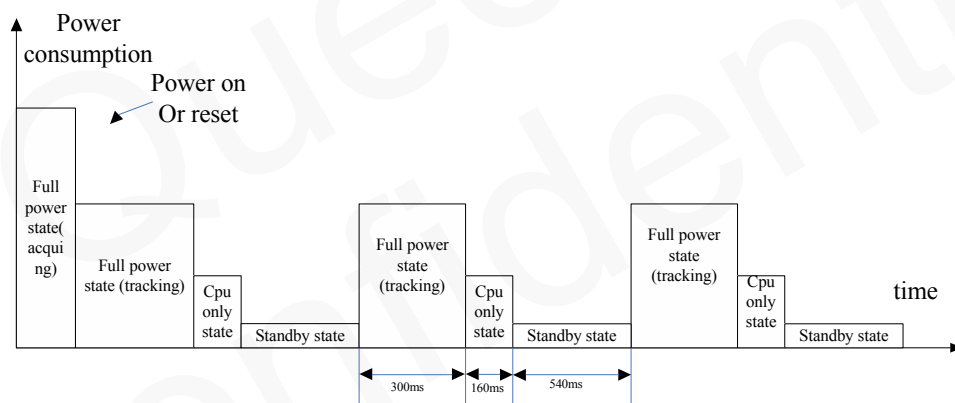 Power
consumption
Power on
Or reset
Full
power
state(
acqui
ng)
Full power
state (tracking)
Cpu
only
state
Standby state
Full power
state
(tracking)
Cpu
only
state
Standby state
Full power
state
(tracking)
Cpu
only
state
Standby state
time
300ms
160ms
540ms